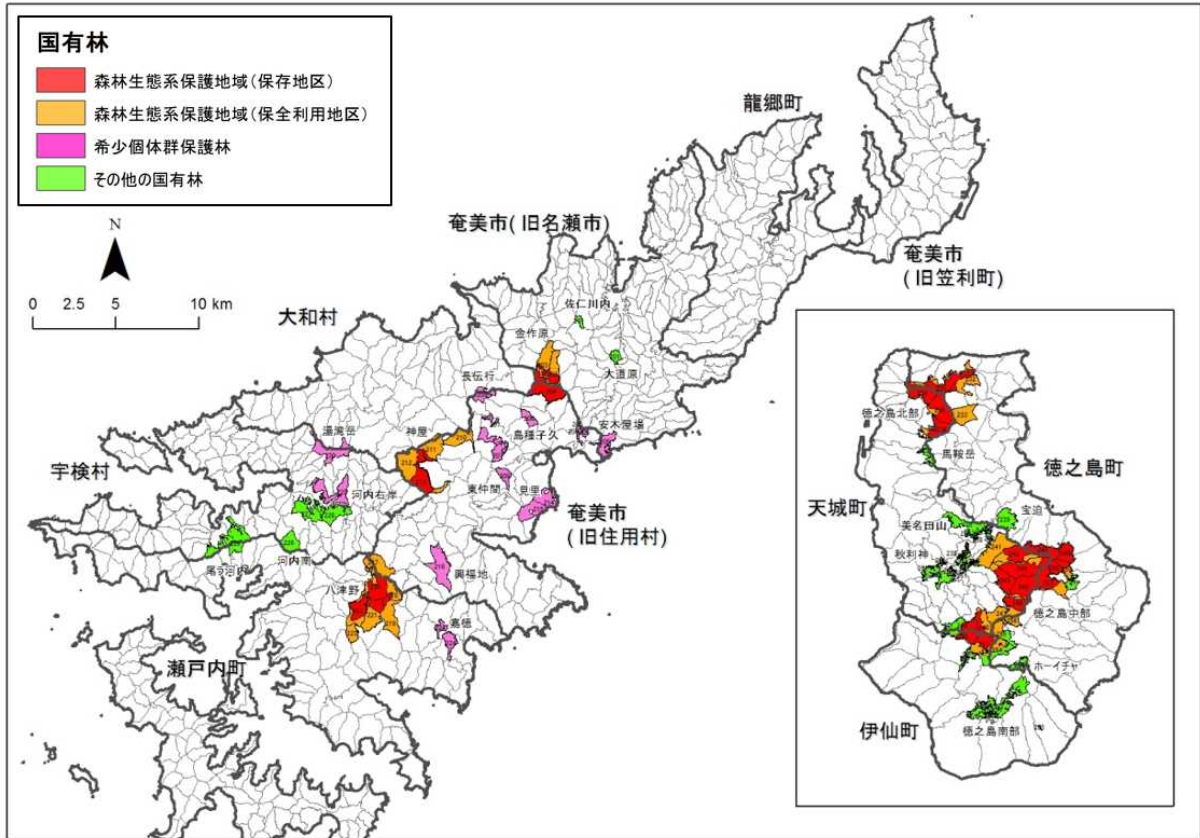 国有林
森林生態系保護地域(保存地区)
森林生態系保護地域(保全利用地区)
希少個体群保護林
その他の国有林
N
0 2.5 5 10 km
龍郷町
奄美市(旧名瀬市)
奄美市
(旧笠利町)
大和村
佐仁川内
金作原
大道原
長伝行
湯湾岳
神屋
島種子久
安木屋場
宇検村
河内右岸
東仲間
見里
奄美市
(旧住用村)
河内南
八津野
興福地
嘉徳
瀬戸内町
210
211
212
216
徳之島北部
馬鞍岳
徳之島町
天城町
美名田山
宝迫
秋利神
徳之島中部
ホーイチャ
伊仙町
徳之島南部